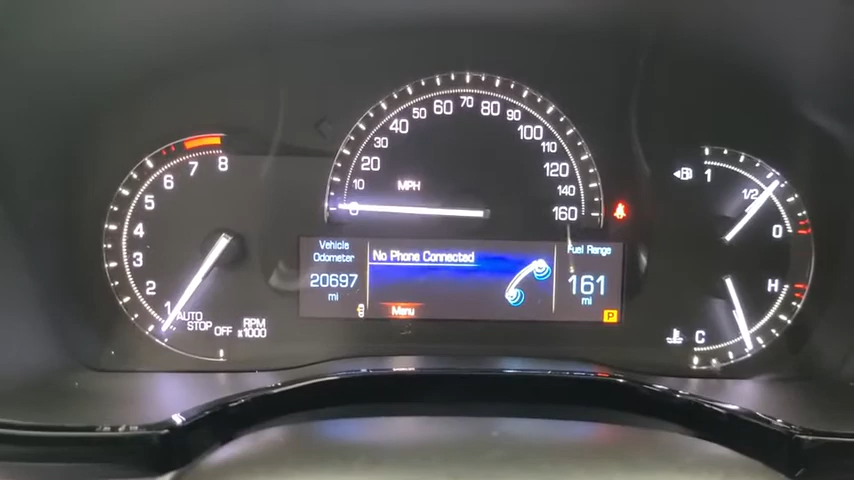 8
7
6
5
4
3
2
1
AUTO
STOP
OFF
RPM
x1000
0
10
20
30
40
50
60
70
80
90
100
110
120
140
160
MPH
1
1/2
0
H
C
Vehicle
Odometer
20697
mi
No Phone Connected
Menu
Fuel Range
161
mi
P